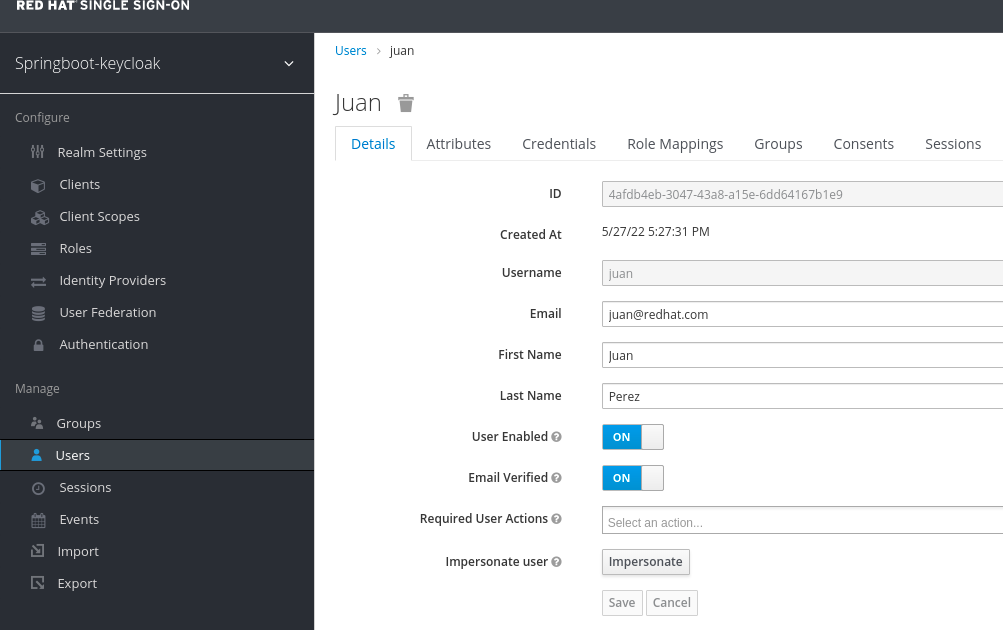 RED HAT SINGLE SIGN-ON
Springboot-keycloak
Configure
Realm Settings
Clients
Client Scopes
Roles
Identity Providers
User Federation
Authentication
Manage
Groups
Users
Sessions
Events
Import
Export
Users > juan
Juan
Details Attributes Credentials Role Mappings Groups Consents Sessions
ID 4afdb4eb-3047-43a8-a15e-6dd64167b1e9
Created At 5/27/22 5:27:31 PM
Username juan
Email juan@redhat.com
First Name Juan
Last Name Perez
User Enabled ? ON
Email Verified ? ON
Required User Actions ? Select an action...
Impersonate user ? Impersonate
Save Cancel